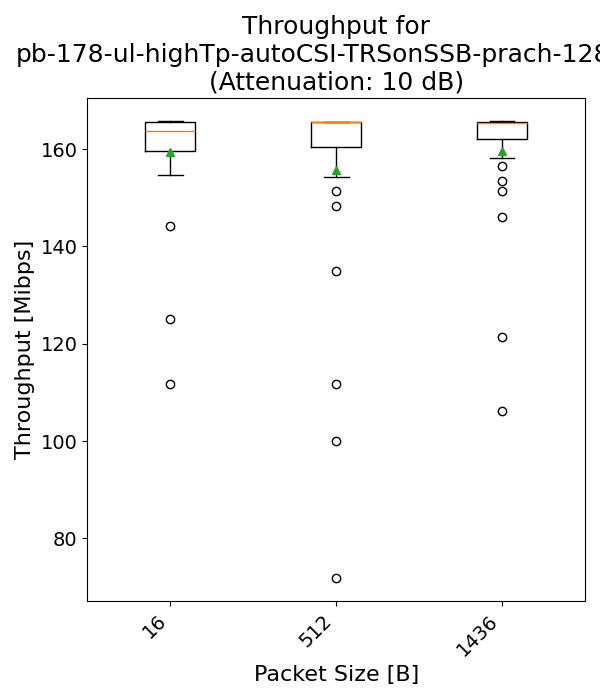 Throughput for
pb-178-ul-highTp-autoCSI-TRSonSSB-prach-128
(Attenuation: 10 dB)
Throughput [Mibps]
160
140
120
100
80
16
512
1436
Packet Size [B]